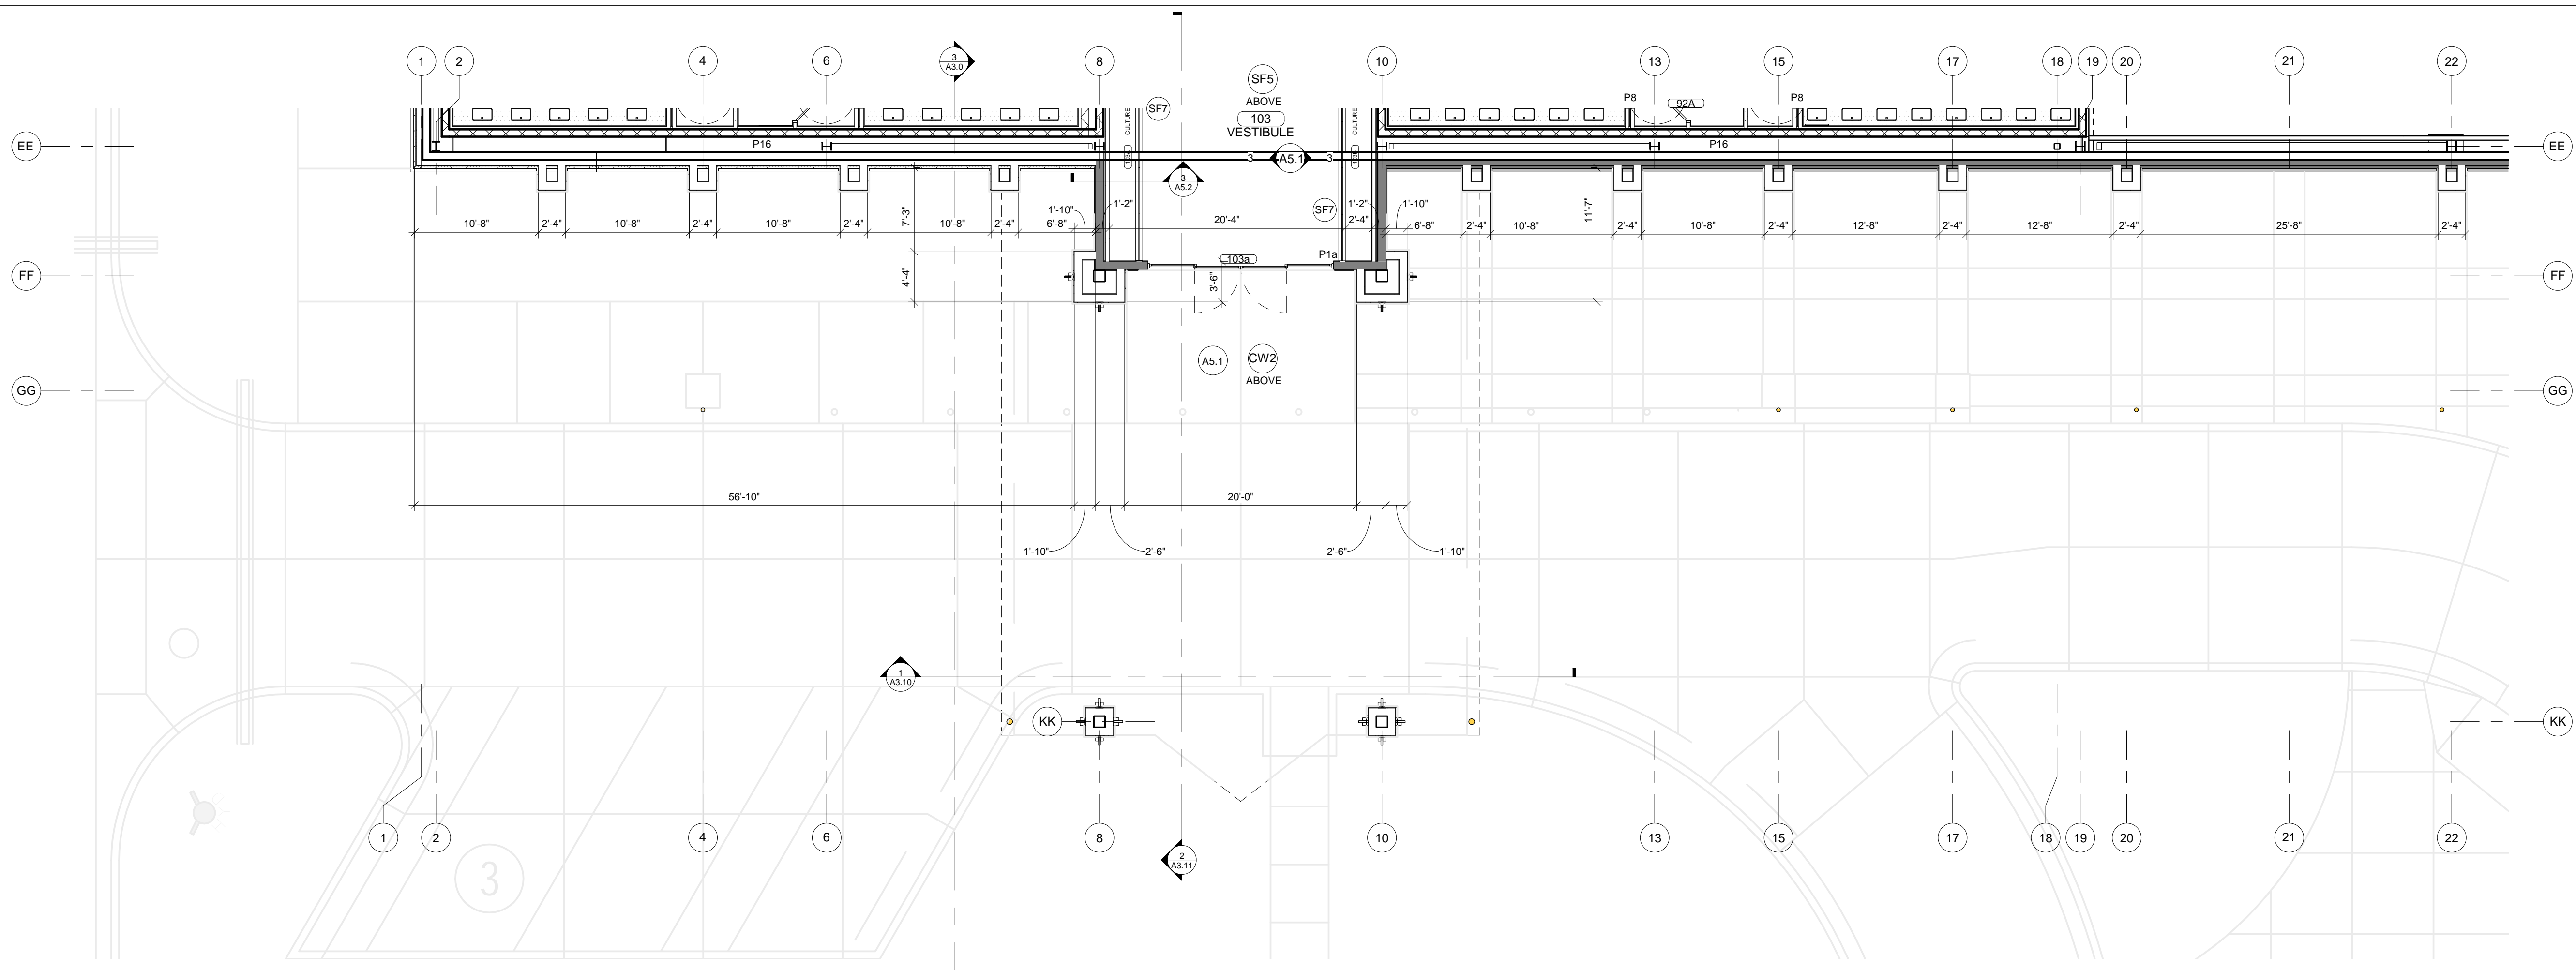 1
2
4
6
3
A3.0
8
10
13
15
17
18
19
20
21
22
SF5
ABOVE
103
VESTIBULE
SF7
CULTURE
CULTURE
P8
92A
P8
EE
P16
3
A5.1
3
P16
EE
3
A5.2
SF7
1'-10"
1'-2"
20'-4"
1'-2"
2'-4"
1'-10"
7'-3"
11'-7"
10'-8"
2'-4"
10'-8"
2'-4"
10'-8"
2'-4"
10'-8"
2'-4"
6'-8"
6'-8"
2'-4"
10'-8"
2'-4"
10'-8"
2'-4"
12'-8"
2'-4"
12'-8"
2'-4"
25'-8"
2'-4"
103a
P1a
FF
4'-4"
3'-6"
FF
A5.1
CW2
ABOVE
GG
GG
56'-10"
20'-0"
1'-10"
2'-6"
2'-6"
1'-10"
1
A3.10
KK
KK
1
2
4
6
8
10
13
15
17
18
19
20
21
22
2
A3.11
3